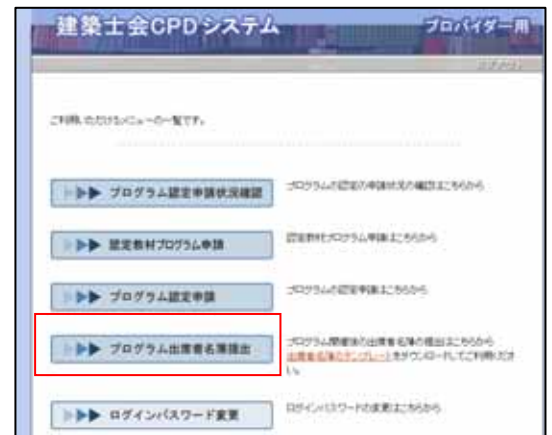 建築士会CPDシステム
プロバイダー用
ログアウト
ご利用いただけるメニューの一覧です。
プログラム認定申請状況確認
プログラムの認定の申請状況の確認はこちらから
認定教材プログラム申請
認定教材プログラム申請はこちらから
プログラム認定申請
プログラムの認定申請はこちらから
プログラム出席者名簿提出
プログラム開催後の出席者名簿の提出はこちらから
出席者名簿のテンプレートをダウンロードしてご利用くださ
い。
ログインパスワード変更
ログインパスワードの変更はこちらから